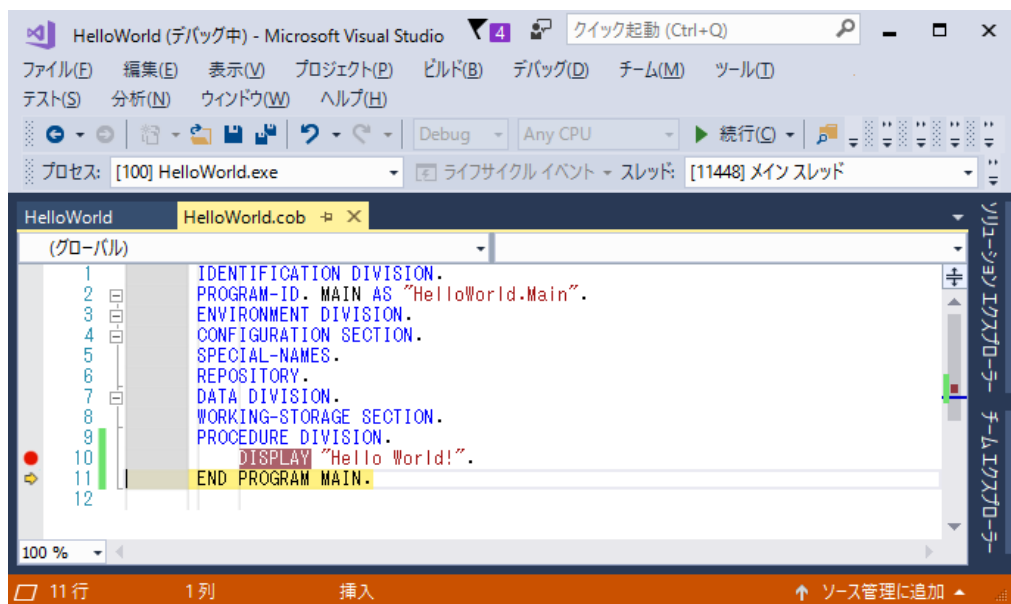 HelloWorld (デバッグ中) - Microsoft Visual Studio 4 クイック起動 (Ctrl+Q)
ファイル(F) 編集(E) 表示(V) プロジェクト(P) ビルド(B) デバッグ(D) チーム(M) ツール(T)
テスト(S) 分析(N) ウィンドウ(W) ヘルプ(H)
Debug Any CPU 続行(C)
プロセス: [100] HelloWorld.exe ライフサイクル イベント スレッド: [11448] メイン スレッド
HelloWorld HelloWorld.cob
(グローバル)
1 IDENTIFICATION DIVISION.
2 PROGRAM-ID. MAIN AS "HelloWorld.Main".
3 ENVIRONMENT DIVISION.
4 CONFIGURATION SECTION.
5 SPECIAL-NAMES.
6 REPOSITORY.
7 DATA DIVISION.
8 WORKING-STORAGE SECTION.
9 PROCEDURE DIVISION.
10 DISPLAY "Hello World!".
11 END PROGRAM MAIN.
12
100 %
11 行 1 列 挿入 ソース管理に追加
ソリューション エクスプローラー
チーム エクスプローラー